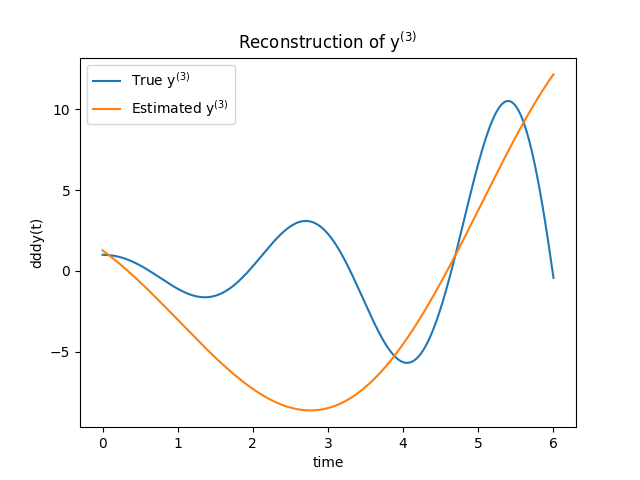 Reconstruction of y⁽³⁾
True y⁽³⁾
Estimated y⁽³⁾
dddy(t)
10
5
0
−5
0 1 2 3 4 5 6
time